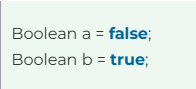 Boolean a = false;
Boolean b = true;